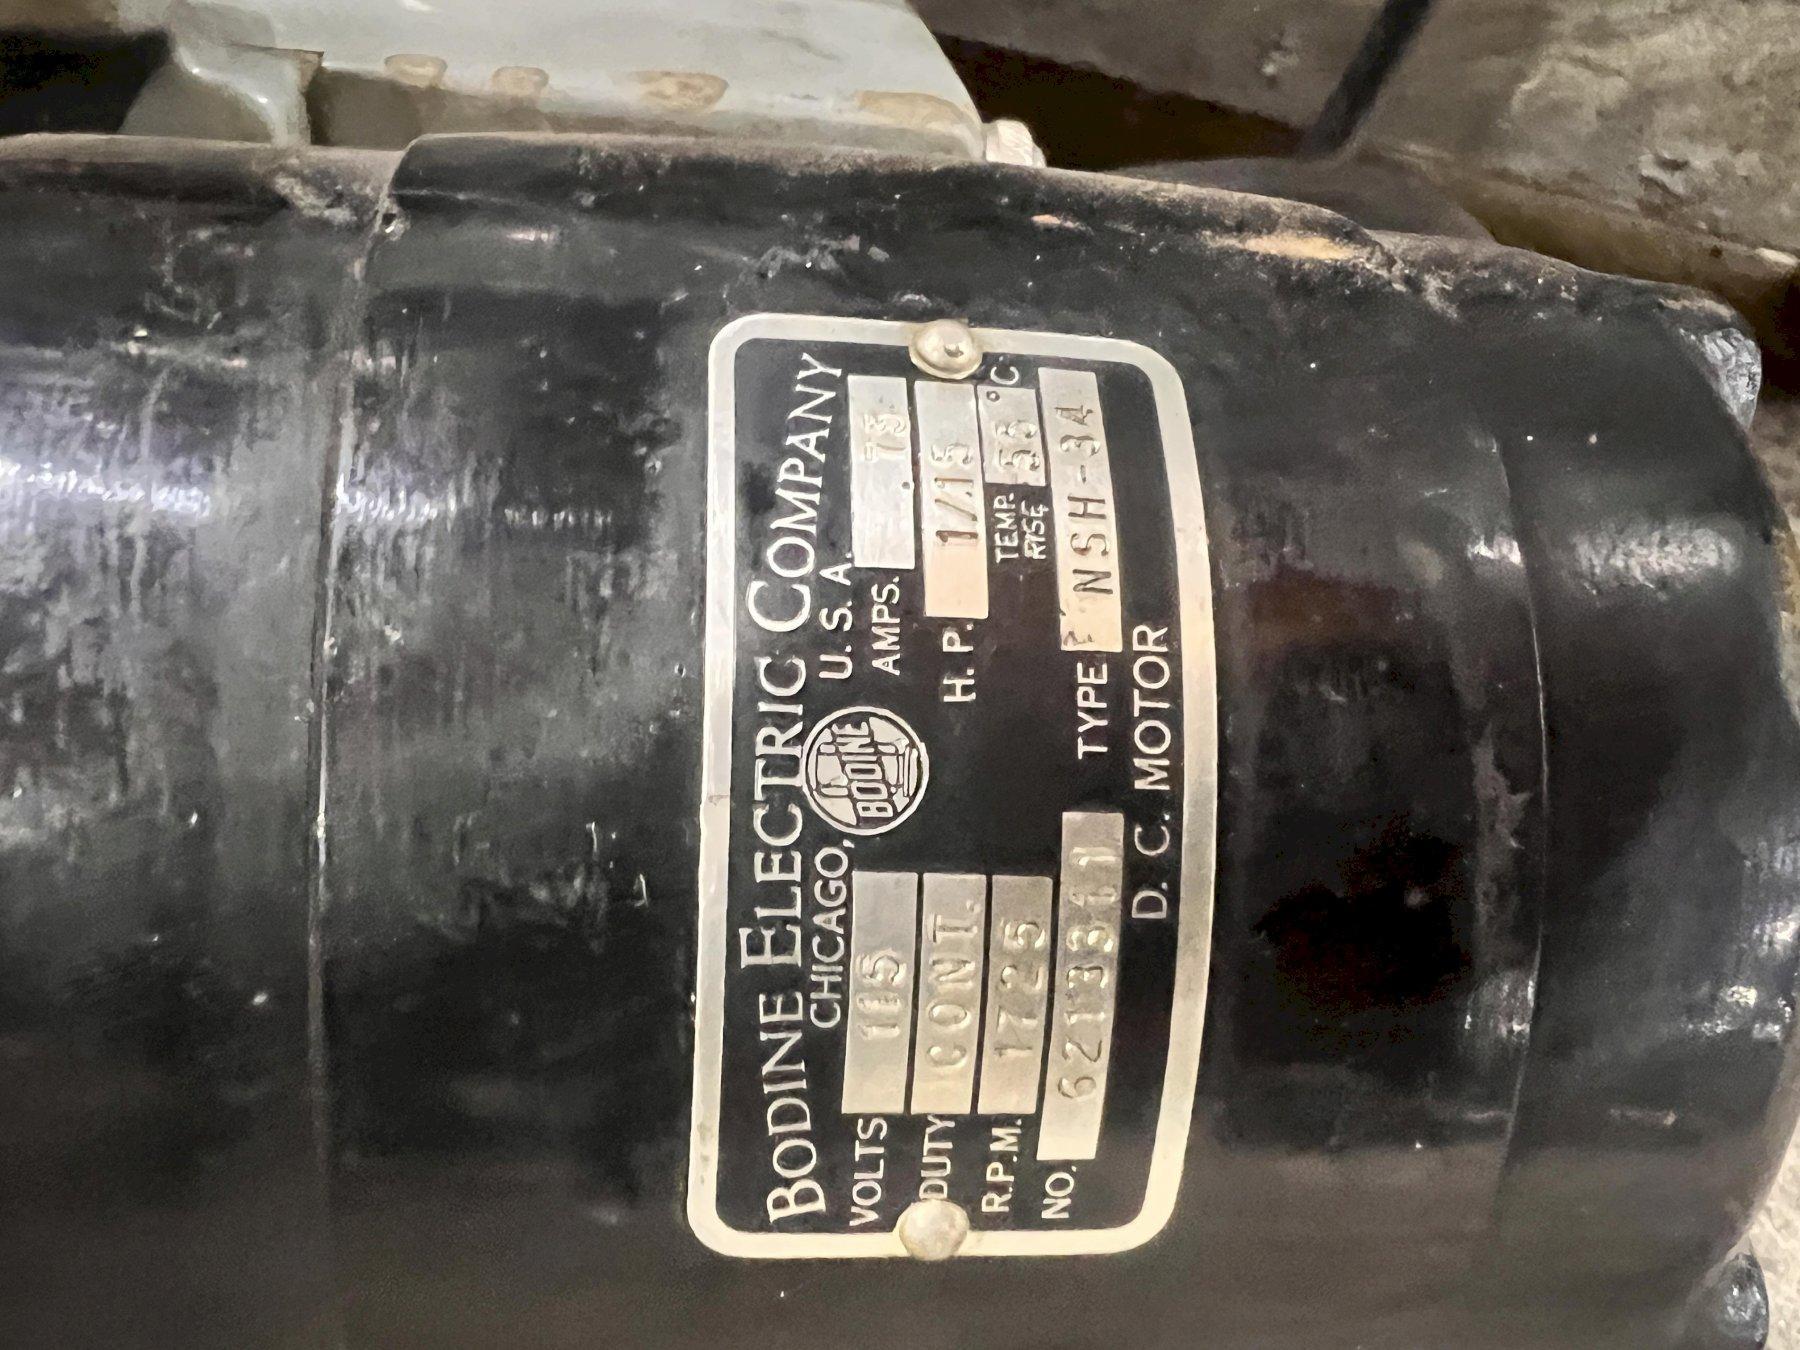 BODINE ELECTRIC COMPANY
CHICAGO, U.S.A.
BODINE
VOLTS 115 AMPS. .75
DUTY CONT. H.P. 1/15
R.P.M. 1725 TEMP. RISE 55 °C
NO. 6213311 TYPE NSH-34
D. C. MOTOR